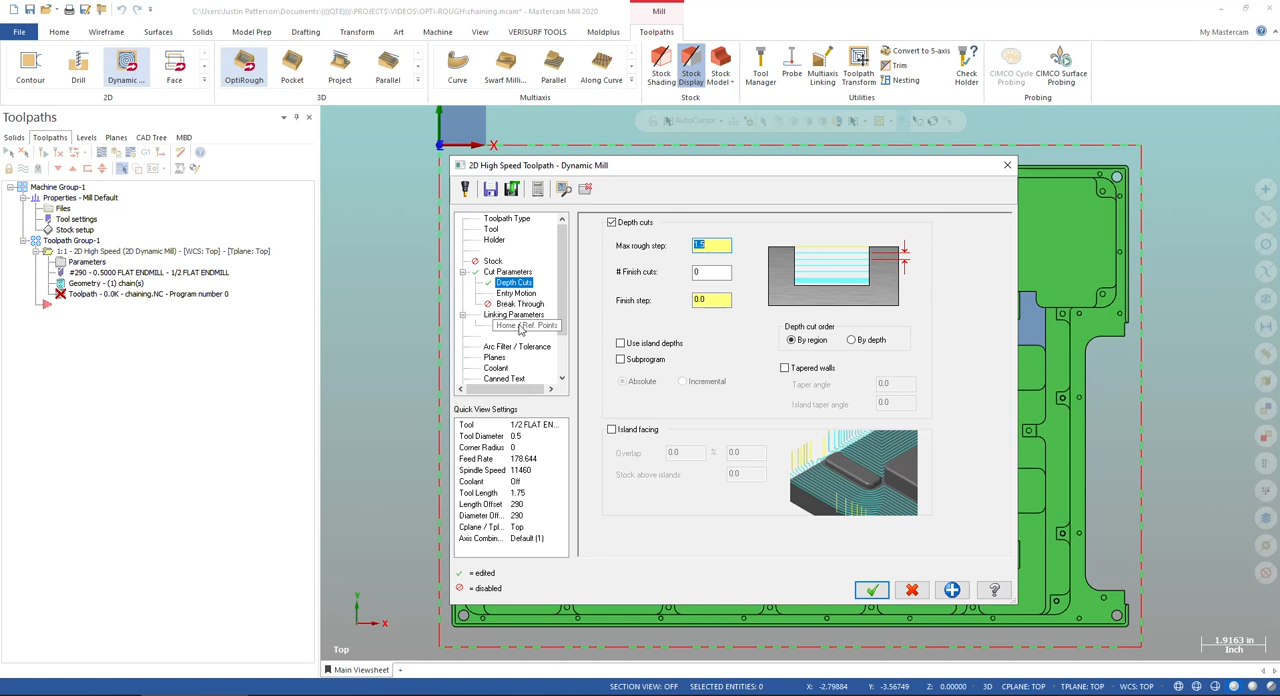 C:\Users\Justin Patterson\Documents\((((QTE))))\PROJECTS\VIDEOS\OPTI-ROUGH\chaining.mcam* - Mastercam Mill 2020
Mill
File Home Wireframe Surfaces Solids Model Prep Drafting Transform Art Machine View VERISURF TOOLS Moldplus Toolpaths My Mastercam
Contour Drill Dynamic ... Face OptiRough Pocket Project Parallel Curve Swarf Milli... Parallel Along Curve
Stock Shading Stock Display Stock Model Tool Manager Probe Multiaxis Linking Toolpath Transform
Convert to 5-axis
Trim
Nesting
Check Holder CIMCO Cycle Probing CIMCO Surface Probing
2D 3D Multiaxis Stock Utilities Probing
Toolpaths
Solids Toolpaths Levels Planes CAD Tree MBD
G1
Machine Group-1
Properties - Mill Default
Files
Tool settings
Stock setup
Toolpath Group-1
1:1 - 2D High Speed (2D Dynamic Mill) - [WCS: Top] - [Tplane: Top]
Parameters
#290 - 0.5000 FLAT ENDMILL - 1/2 FLAT ENDMILL
Geometry - (1) chain(s)
Toolpath - 0.0K - chaining.NC - Program number 0
AutoCursor
X
2D High Speed Toolpath - Dynamic Mill
Toolpath Type
Tool
Holder
Stock
Cut Parameters
Depth Cuts
Entry Motion
Break Through
Linking Parameters
Home / Ref. Points
Arc Filter / Tolerance
Planes
Coolant
Canned Text
Quick View Settings
Tool 1/2 FLAT EN...
Tool Diameter 0.5
Corner Radius 0
Feed Rate 178.644
Spindle Speed 11460
Coolant Off
Tool Length 1.75
Length Offset 290
Diameter Off... 290
Cplane / Tpl... Top
Axis Combin... Default (1)
= edited
= disabled
Depth cuts
Max rough step: 1.5
# Finish cuts: 0
Finish step: 0.0
Use island depths
Subprogram
Absolute Incremental
Depth cut order
By region By depth
Tapered walls
Taper angle 0.0
Island taper angle 0.0
Island facing
Overlap 0.0 % 0.0
Stock above islands: 0.0
Y
X
Top
1.9163 in
Inch
Main Viewsheet +
SECTION VIEW: OFF SELECTED ENTITIES: 0 X: -2.79884 Y: -3.56749 Z: 0.00000 3D CPLANE: TOP TPLANE: TOP WCS: TOP